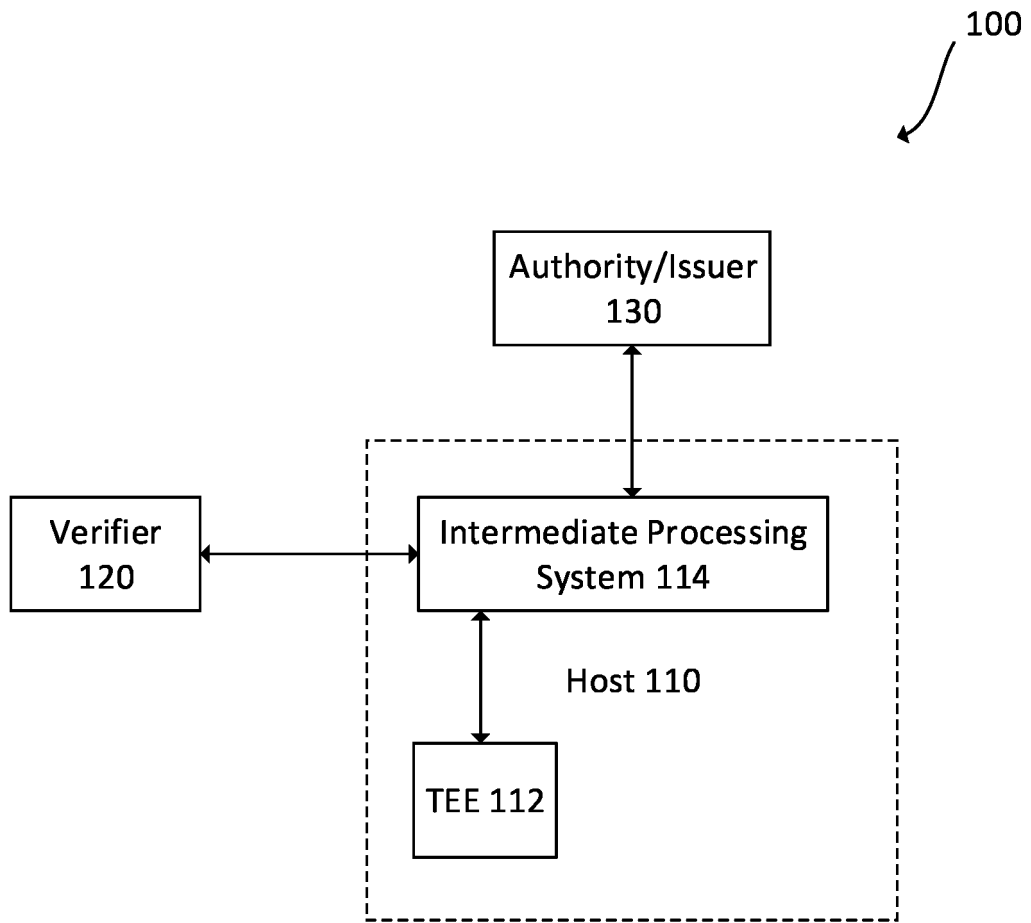 100
Authority/Issuer
130
Verifier
120
Intermediate Processing
System 114
Host 110
TEE 112